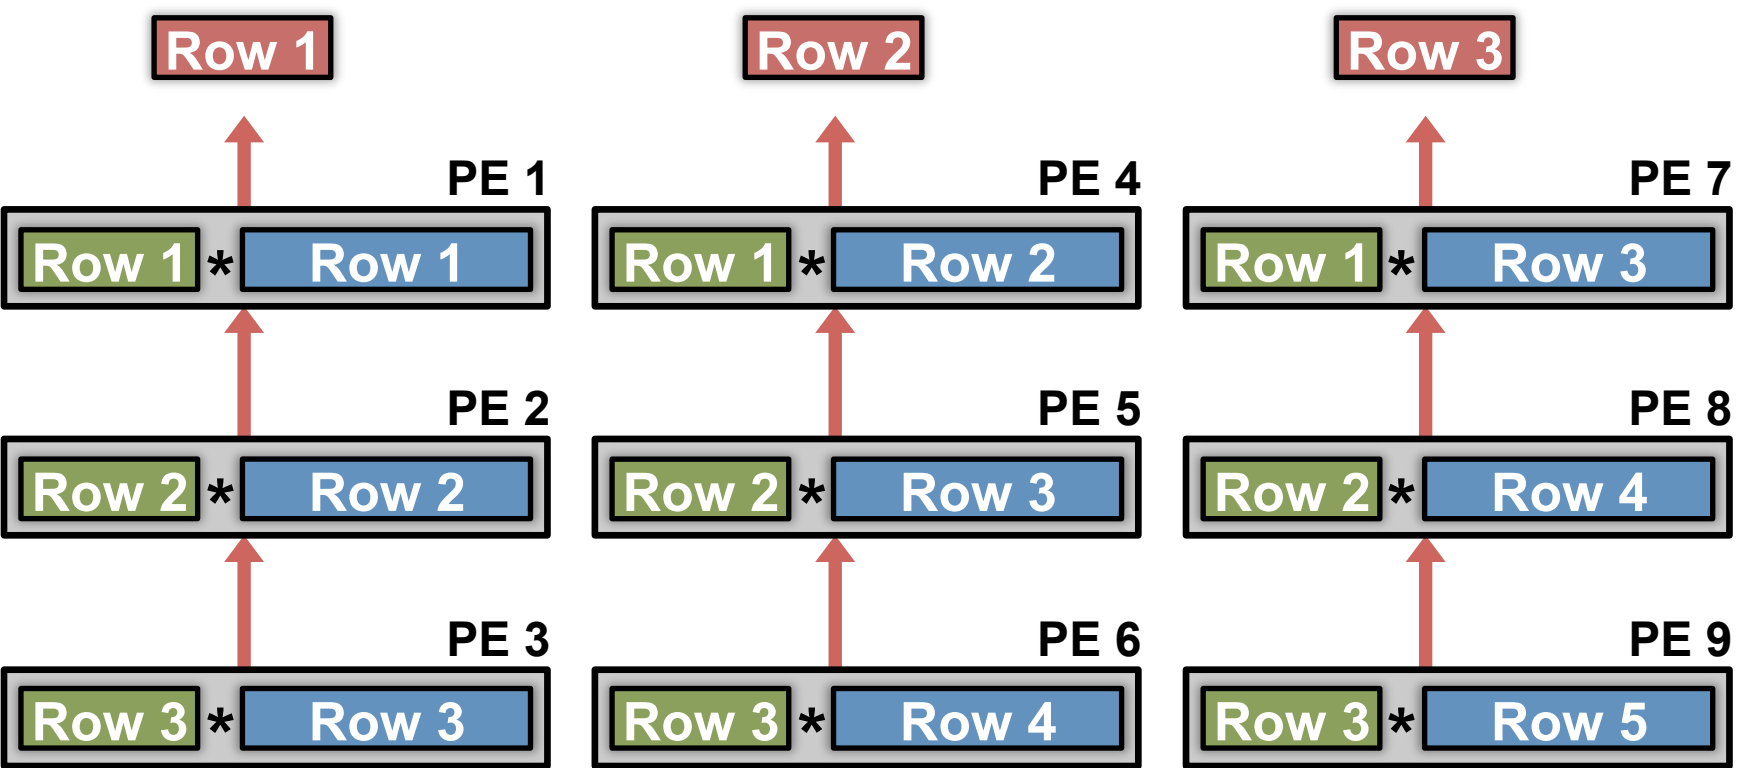 Row 1 Row 2 Row 3
PE 1 PE 4 PE 7
Row 1 * Row 1 Row 1 * Row 2 Row 1 * Row 3
PE 2 PE 5 PE 8
Row 2 * Row 2 Row 2 * Row 3 Row 2 * Row 4
PE 3 PE 6 PE 9
Row 3 * Row 3 Row 3 * Row 4 Row 3 * Row 5